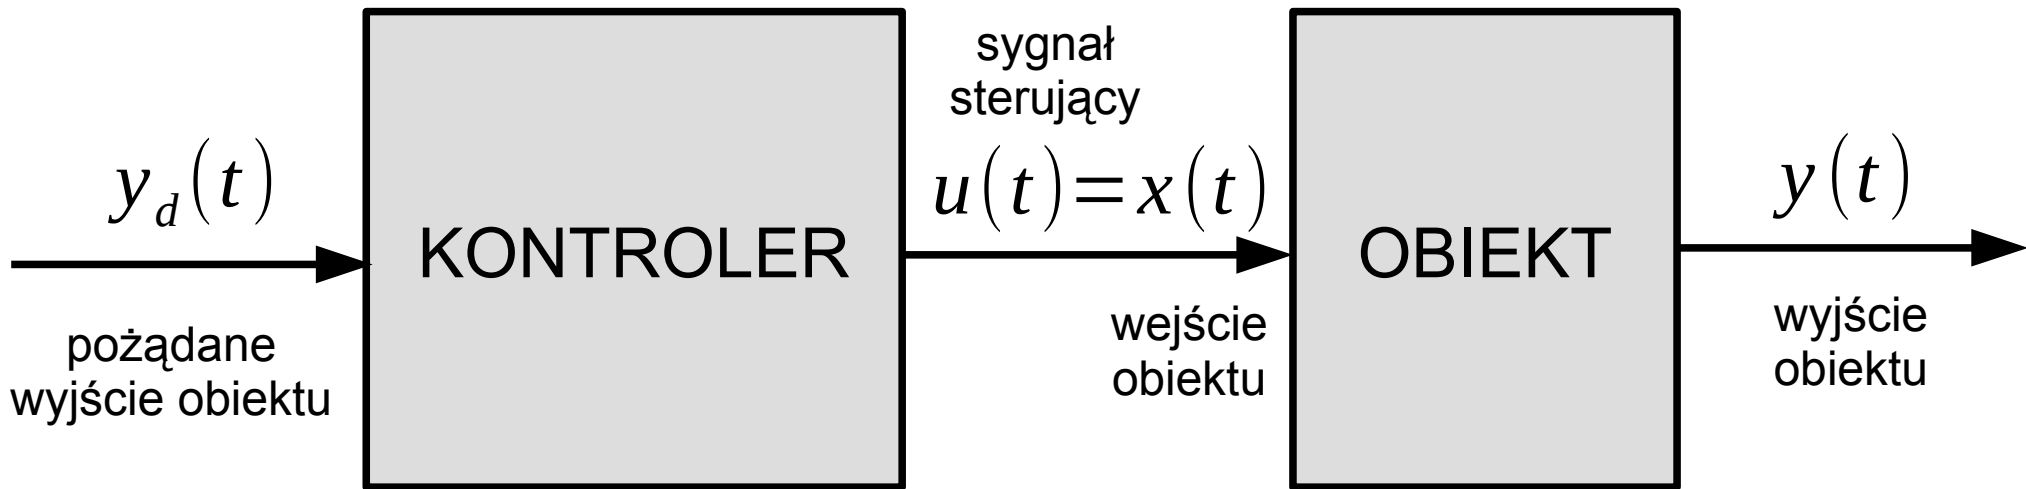 y_d(t)
pożądane
wyjście obiektu
KONTROLER
sygnał
sterujący
u(t)=x(t)
wejście
obiektu
OBIEKT
y(t)
wyjście
obiektu